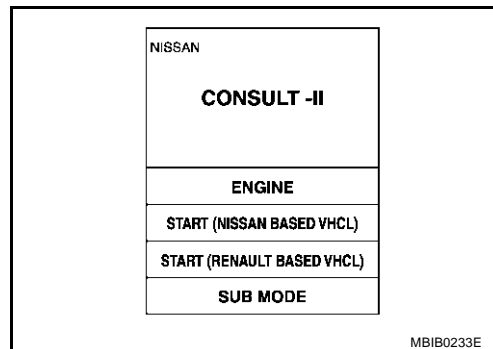 NISSAN
CONSULT -II
ENGINE
START (NISSAN BASED VHCL)
START (RENAULT BASED VHCL)
SUB MODE
MBIB0233E